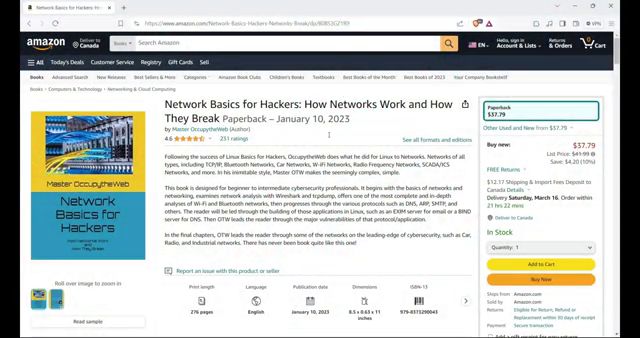 Network Basics for Hackers: H
https://www.amazon.com/Network-Basics-Hackers-Networks-Break/dp/B0BS3GZ1R9
VPN
amazon
Deliver to
Canada
Books
Search Amazon
EN
Hello, sign in
Account & Lists
Returns
& Orders
0
Cart
All
Today's Deals
Customer Service
Registry
Gift Cards
Sell
Books
Advanced Search
New Releases
Best Sellers & More
Categories
Amazon Book Clubs
Children's Books
Textbooks
Best Books of the Month
Best Books of 2023
Your Company Bookshelf
Books › Computers & Technology › Networking & Cloud Computing
Master OccupytheWeb
Network
Basics for
Hackers
How Networks Work and
How They Break
Roll over image to zoom in
Read sample
Network Basics for Hackers: How Networks Work and How
They Break Paperback – January 10, 2023
by Master OccupytheWeb (Author)
4.6
231 ratings
See all formats and editions
Following the success of Linux Basics for Hackers, OccupytheWeb does what he did for Linux to Networks. Networks of all
types, including TCP/IP, Bluetooth Networks, Car Networks, Wi-Fi Networks, Radio Frequency Networks, SCADA/ICS
Networks, and more. In his inimitable style, Master OTW makes the seemingly complex, simple.
This book is designed for beginner to intermediate cybersecurity professionals. It begins with the basics of networks and
networking, examines network analysis with Wireshark and tcpdump, offers one of the most complete and in-depth
analyses of Wi-Fi and Bluetooth networks, then progresses through the various protocols such as DNS, ARP, SMTP, and
others. The reader will be led through the building of those applications in Linux, such as an EXIM server for email or a BIND
server for DNS. Then OTW leads the reader through the major vulnerabilities of that protocol/application.
In the final chapters, OTW leads the reader through some of the networks on the leading-edge of cybersecurity, such as Car,
Radio, and Industrial networks. There has never been book quite like this one!
Report an issue with this product or seller
Print length
276 pages
Language
English
Publication date
January 10, 2023
Dimensions
8.5 x 0.63 x 11
inches
ISBN-13
979-8373290043
Paperback
$37.79
Other Used and New from $37.79
Buy new:
$37.79
List Price: $41.99
Save: $4.20 (10%)
FREE Returns
$12.17 Shipping & Import Fees Deposit to
Canada Details
Delivery Saturday, March 16. Order within
21 hrs 22 mins
Deliver to Canada
In Stock
Quantity: 1
Add to Cart
Buy Now
Ships from Amazon.com
Sold by Amazon.com
Returns Eligible for Return, Refund or
Replacement within 30 days of receipt
Payment Secure transaction